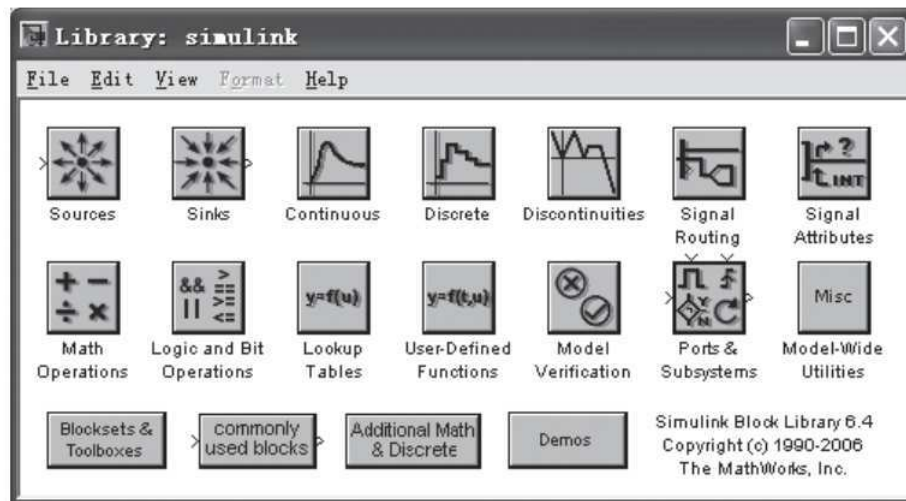 Library: simulink
File Edit View Format Help
Sources
Sinks
Continuous
Discrete
Discontinuities
Signal
Routing
?
INT
Signal
Attributes
+ −
÷ ×
Math
Operations
&& >
|| >=
<=
Logic and Bit
Operations
y=f(u)
Lookup
Tables
y=f(t,u)
User-Defined
Functions
Model
Verification
Y
N
Ports &
Subsystems
Misc
Model-Wide
Utilities
Blocksets &
Toolboxes
commonly
used blocks
Additional Math
& Discrete
Demos
Simulink Block Library 6.4
Copyright (c) 1990-2006
The MathWorks, Inc.